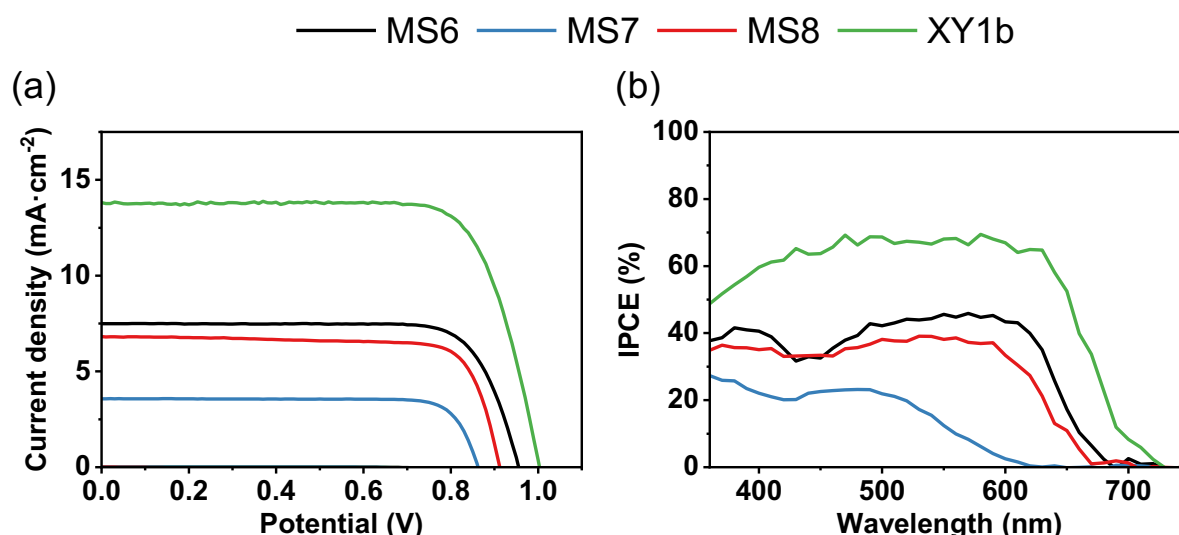 MS6 MS7 MS8 XY1b
(a) (b)
Current density (mA·cm-2)
15
10
5
0
0.0 0.2 0.4 0.6 0.8 1.0
Potential (V)
IPCE (%)
100
80
60
40
20
0
400 500 600 700
Wavelength (nm)